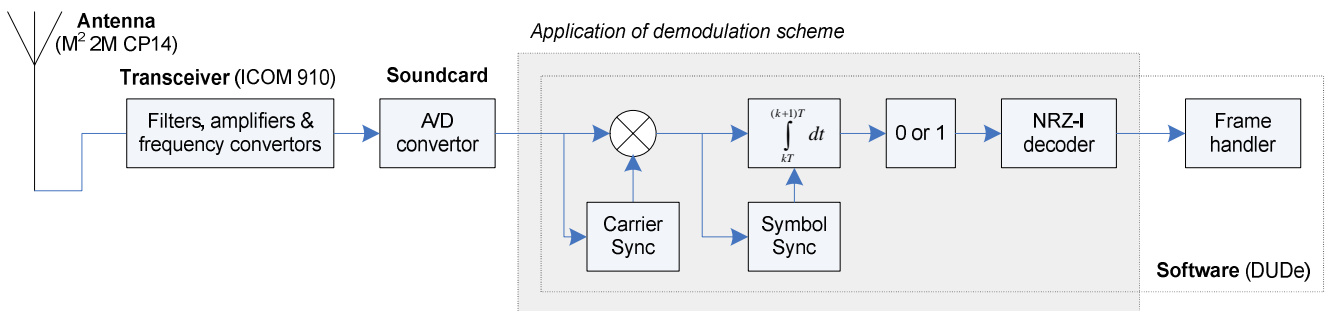 Antenna
(M² 2M CP14)
Transceiver (ICOM 910)
Filters, amplifiers &
frequency convertors
Soundcard
A/D
convertor
Application of demodulation scheme
Carrier
Sync
(k+1)T
∫ dt
kT
Symbol
Sync
0 or 1
NRZ-I
decoder
Frame
handler
Software (DUDe)